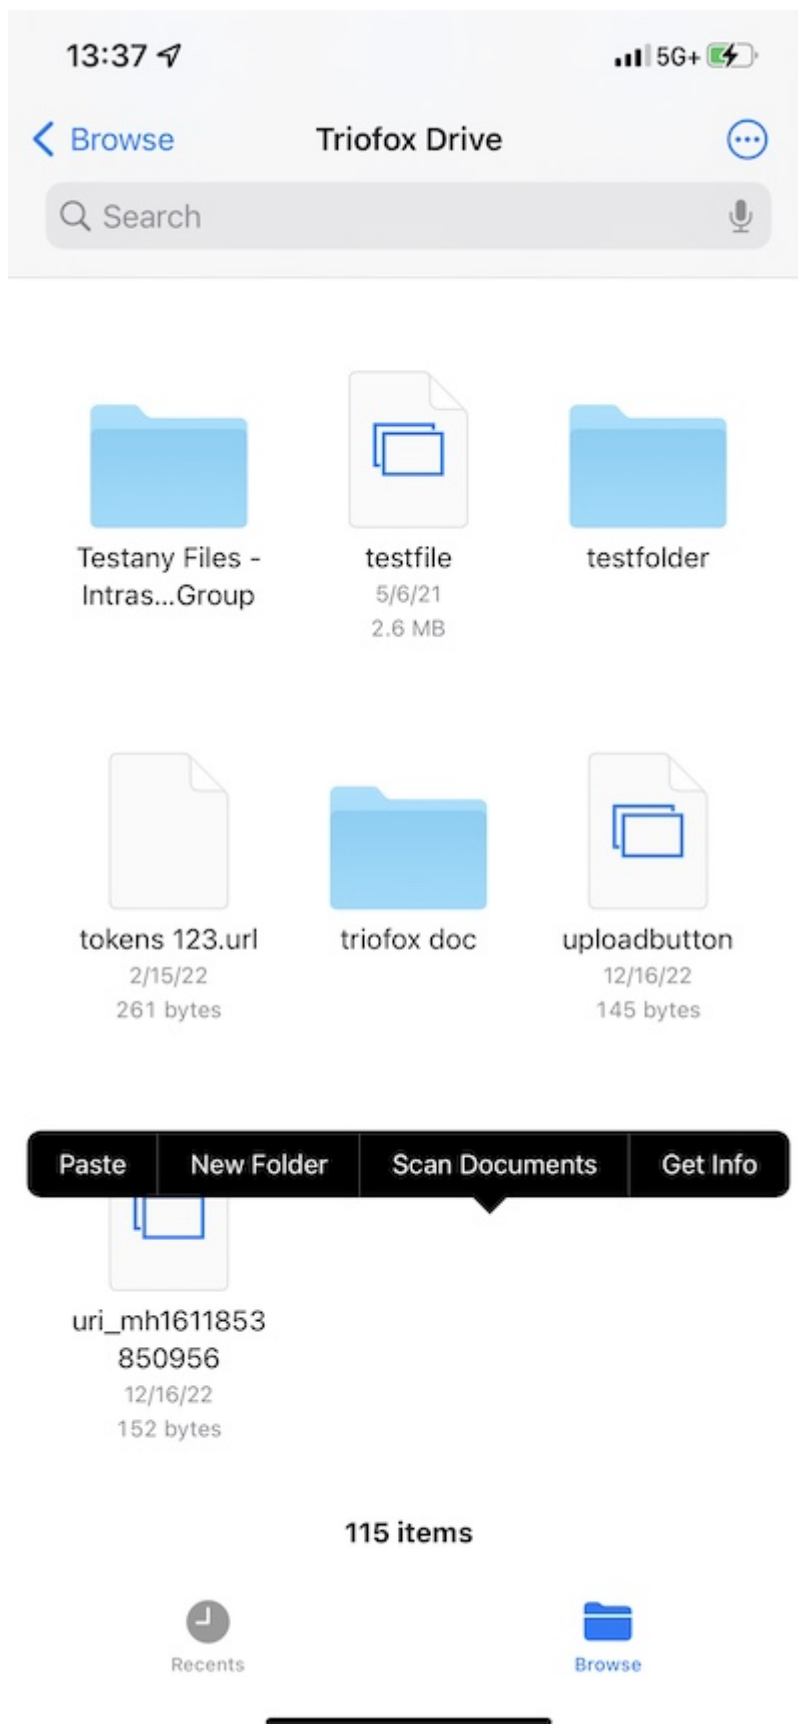 13:37
5G+
Browse
Triofox Drive
Search
Testany Files -
Intras...Group
testfile
5/6/21
2.6 MB
testfolder
tokens 123.url
2/15/22
261 bytes
triofox doc
uploadbutton
12/16/22
145 bytes
Paste
New Folder
Scan Documents
Get Info
uri_mh1611853
850956
12/16/22
152 bytes
115 items
Recents
Browse